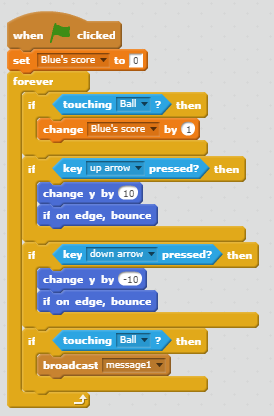 when clicked
set Blue's score to 0
forever
if touching Ball ? then
change Blue's score by 1
if key up arrow pressed? then
change y by 10
if on edge, bounce
if key down arrow pressed? then
change y by -10
if on edge, bounce
if touching Ball ? then
broadcast message1